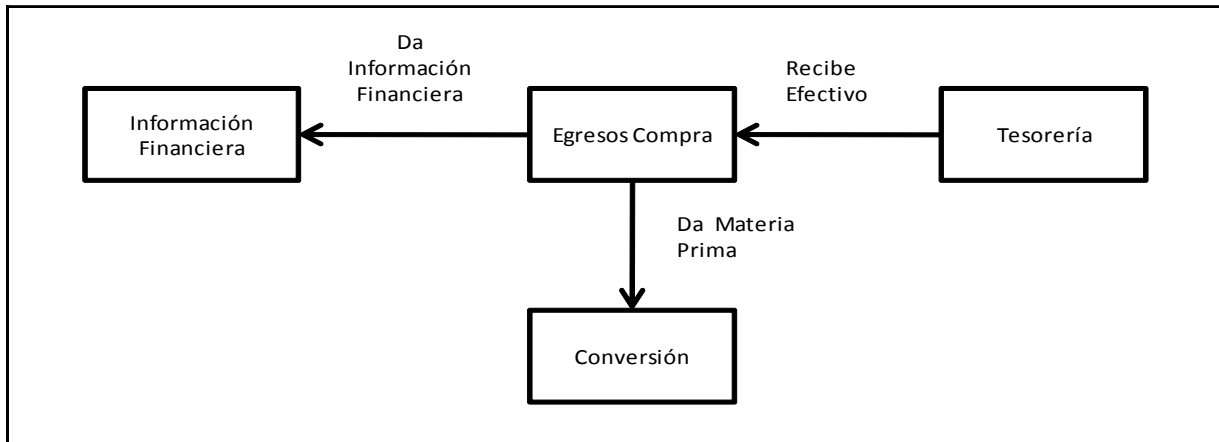 Da
Información
Financiera
Recibe
Efectivo
Información
Financiera
Egresos Compra
Tesorería
Da Materia
Prima
Conversión